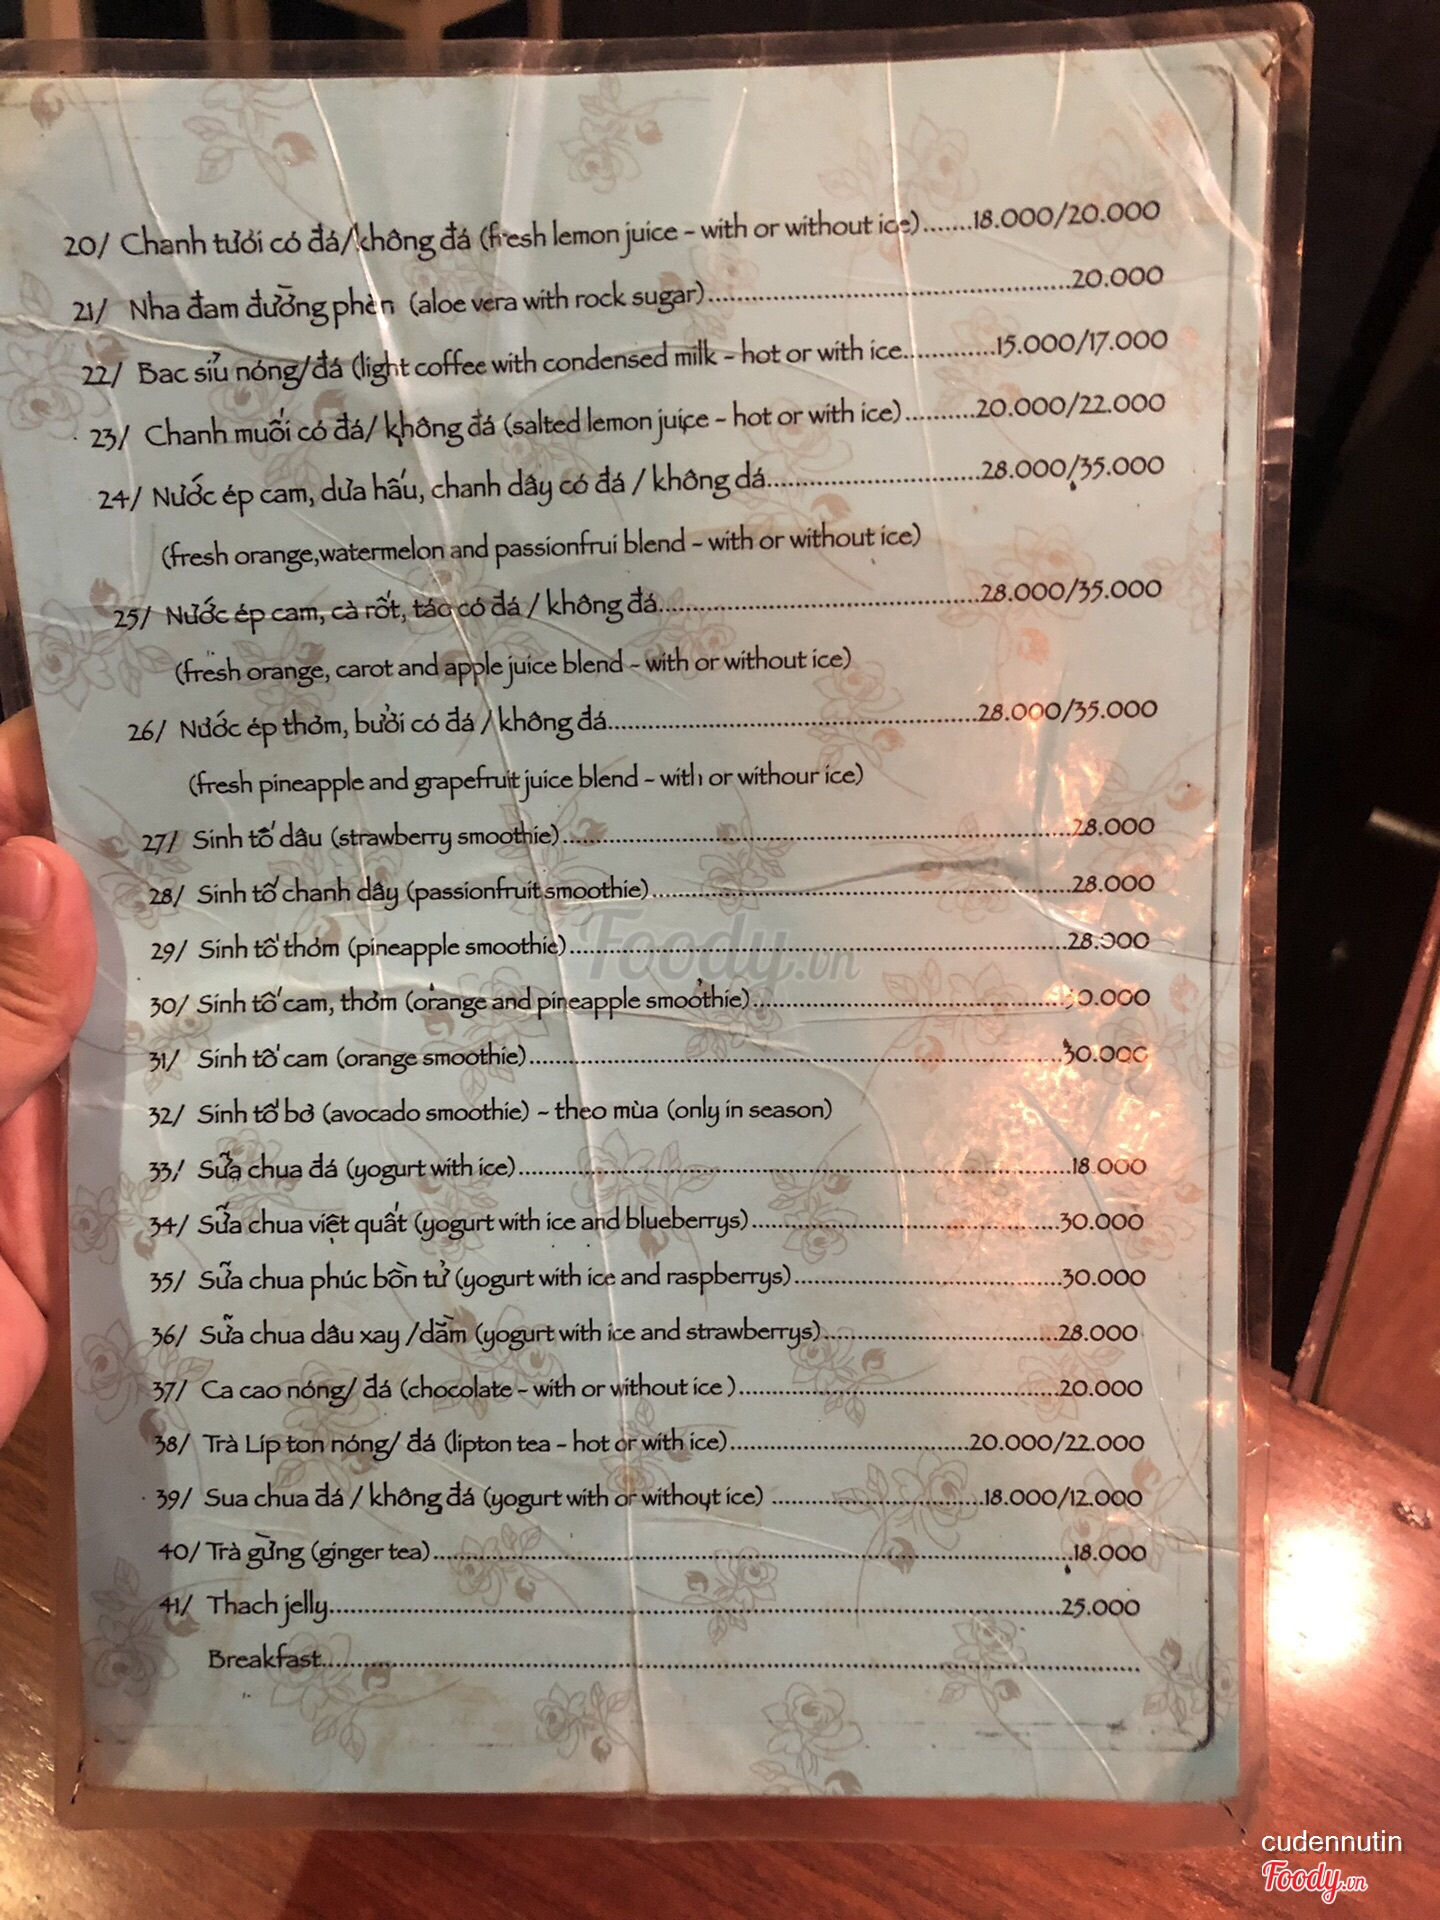 20/ Chanh tươi có đá/không đá (fresh lemon juice - with or without ice).......18.000/20.000
21/ Nha đam đường phèn (aloe vera with rock sugar)..................................................20.000
22/ Bac sỉu nóng/đá (light coffee with condensed milk - hot or with ice.............15.000/17.000
23/ Chanh muối có đá/ không đá (salted lemon juice - hot or with ice)..........20.000/22.000
24/ Nước ép cam, dưa hấu, chanh dây có đá / không dá..............................28.000/35.000
(fresh orange,watermelon and passionfrui blend - with or without ice)
25/ Nước ép cam, cà rốt, táo có đá / không đá.............................................28.000/35.000
(fresh orange, carot and apple juice blend - with or without ice)
26/ Nước ép thơm, bưởi có đá / không đá....................................................28.000/35.000
(fresh pineapple and grapefruit juice blend - with or withour ice)
27/ Sinh tố dâu (strawberry smoothie).......................................................................28.000
28/ Sinh tố chanh dây (passionfruit smoothie)...........................................................28.000
29/ Sinh tố thơm (pineapple smoothie)......................................................................28.000
30/ Sinh tố cam, thơm (orange and pineapple smoothie)
31/ Sinh tố cam (orange smoothie)..........................................................................30.000
32/ Sinh tố bơ (avocado smoothie) - theo mùa (only in season)
33/ Sữa chua đá (yogurt with ice).............................................................................18.000
34/ Sữa chua việt quất (yogurt with ice and blueberrys)...........................................30.000
35/ Sữa chua phúc bồn tử (yogurt with ice and raspberrys).....................................30.000
36/ Sữa chua dâu xay /dầm (yogurt with ice and strawberrys)................................28.000
37/ Ca cao nóng/ đá (chocolate - with or without ice )............................................20.000
38/ Trà Líp ton nóng/ đá (lipton tea - hot or with ice).................................20.000/22.000
39/ Sua chua đá / không đá (yogurt with or without ice) ..............................18.000/12.000
40/ Trà gừng (ginger tea)..........................................................................................18.000
41/ Thach jelly........................................................................................................25.000
Breakfast....................................................................................................................
Foody.vn
cudennutin
Foody.vn